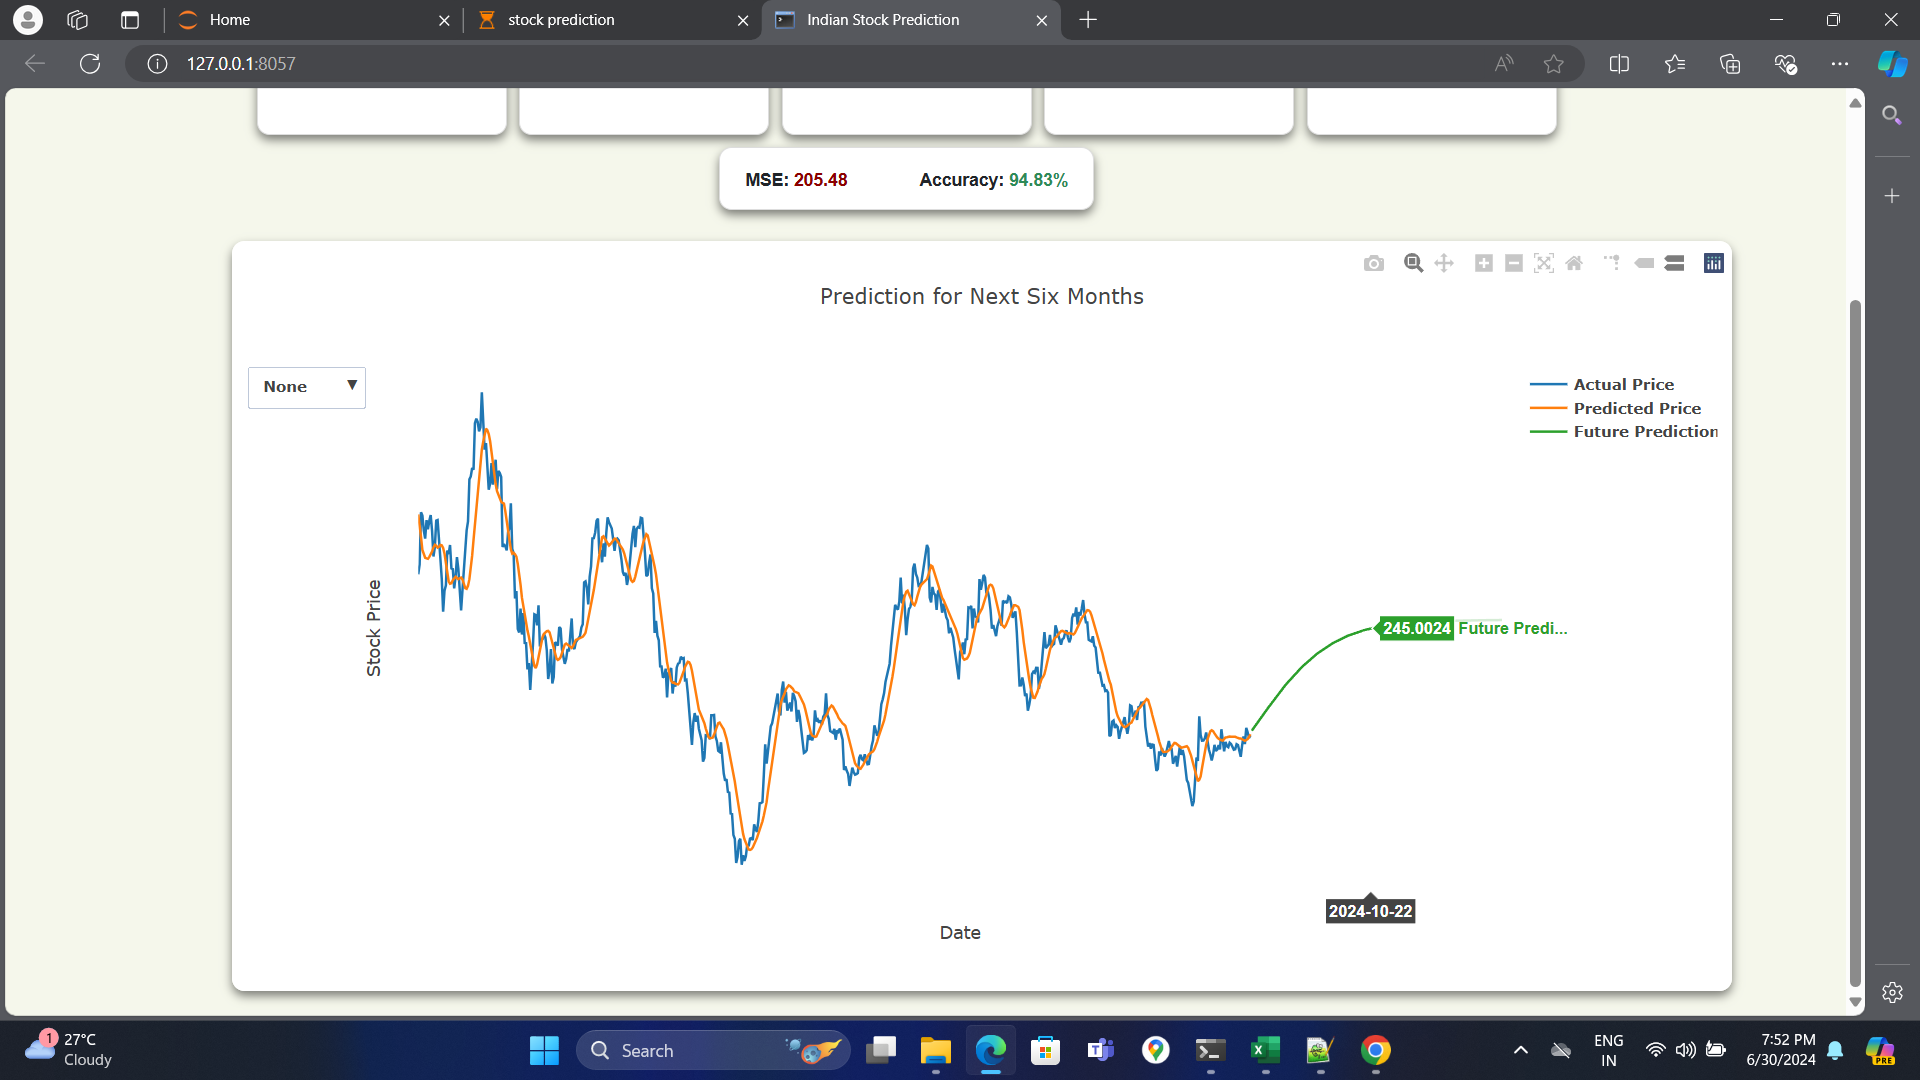 Home
stock prediction
Indian Stock Prediction
127.0.0.1:8057
MSE: 205.48 Accuracy: 94.83%
Prediction for Next Six Months
None
Actual Price
Predicted Price
Future Prediction
Stock Price
245.0024 Future Predi...
2024-10-22
Date
1
27°C
Cloudy
Search
ENG
IN
7:52 PM
6/30/2024
PRE